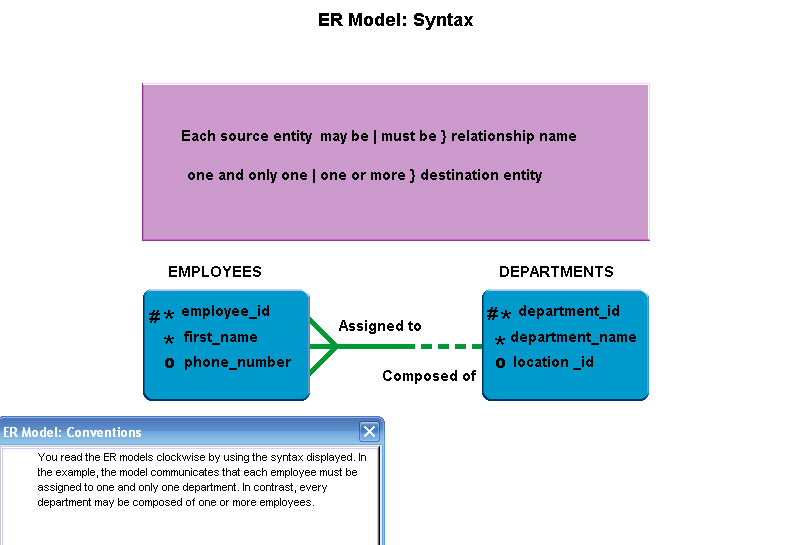 ER Model: Syntax
Each source entity  may be | must be } relationship name
one and only one | one or more } destination entity
EMPLOYEES
DEPARTMENTS
#* employee_id
* first_name
o phone_number
Assigned to
Composed of
#* department_id
* department_name
o location _id
ER Model: Conventions
You read the ER models clockwise by using the syntax displayed. In
the example, the model communicates that each employee must be
assigned to one and only one department. In contrast, every
department may be composed of one or more employees.